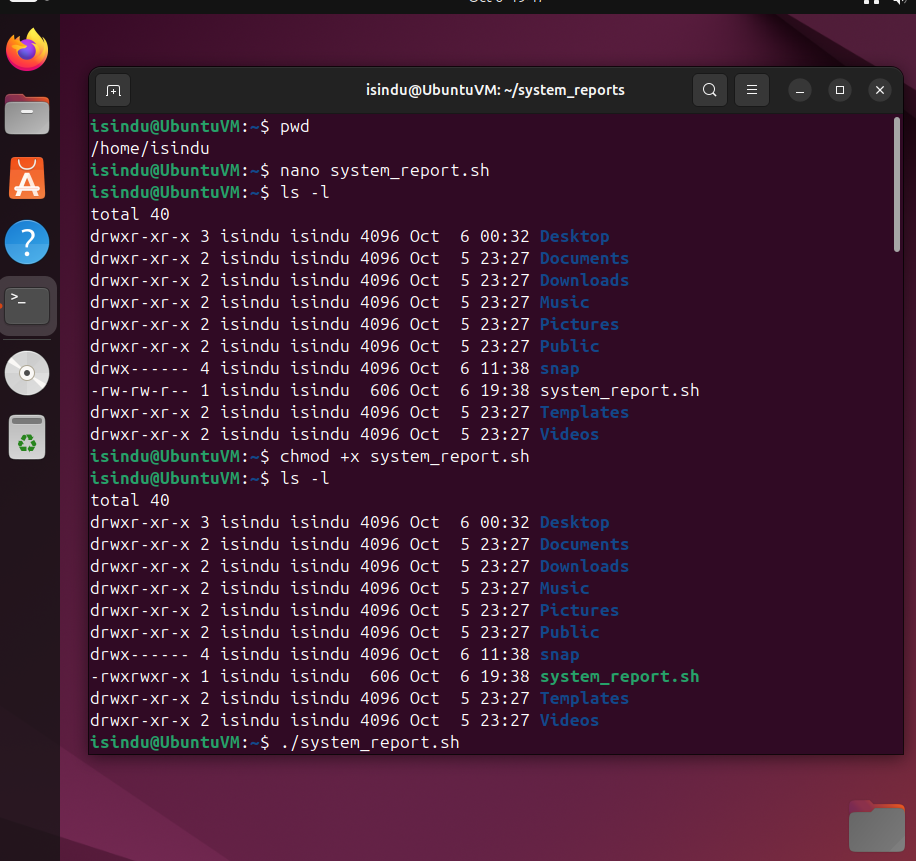 isindu@UbuntuVM: ~/system_reports
isindu@UbuntuVM:~$ pwd
/home/isindu
isindu@UbuntuVM:~$ nano system_report.sh
isindu@UbuntuVM:~$ ls -l
total 40
drwxr-xr-x 3 isindu isindu 4096 Oct  6 00:32 Desktop
drwxr-xr-x 2 isindu isindu 4096 Oct  5 23:27 Documents
drwxr-xr-x 2 isindu isindu 4096 Oct  5 23:27 Downloads
drwxr-xr-x 2 isindu isindu 4096 Oct  5 23:27 Music
drwxr-xr-x 2 isindu isindu 4096 Oct  5 23:27 Pictures
drwxr-xr-x 2 isindu isindu 4096 Oct  5 23:27 Public
drwx------ 4 isindu isindu 4096 Oct  6 11:38 snap
-rw-rw-r-- 1 isindu isindu  606 Oct  6 19:38 system_report.sh
drwxr-xr-x 2 isindu isindu 4096 Oct  5 23:27 Templates
drwxr-xr-x 2 isindu isindu 4096 Oct  5 23:27 Videos
isindu@UbuntuVM:~$ chmod +x system_report.sh
isindu@UbuntuVM:~$ ls -l
total 40
drwxr-xr-x 3 isindu isindu 4096 Oct  6 00:32 Desktop
drwxr-xr-x 2 isindu isindu 4096 Oct  5 23:27 Documents
drwxr-xr-x 2 isindu isindu 4096 Oct  5 23:27 Downloads
drwxr-xr-x 2 isindu isindu 4096 Oct  5 23:27 Music
drwxr-xr-x 2 isindu isindu 4096 Oct  5 23:27 Pictures
drwxr-xr-x 2 isindu isindu 4096 Oct  5 23:27 Public
drwx------ 4 isindu isindu 4096 Oct  6 11:38 snap
-rwxrwxr-x 1 isindu isindu  606 Oct  6 19:38 system_report.sh
drwxr-xr-x 2 isindu isindu 4096 Oct  5 23:27 Templates
drwxr-xr-x 2 isindu isindu 4096 Oct  5 23:27 Videos
isindu@UbuntuVM:~$ ./system_report.sh